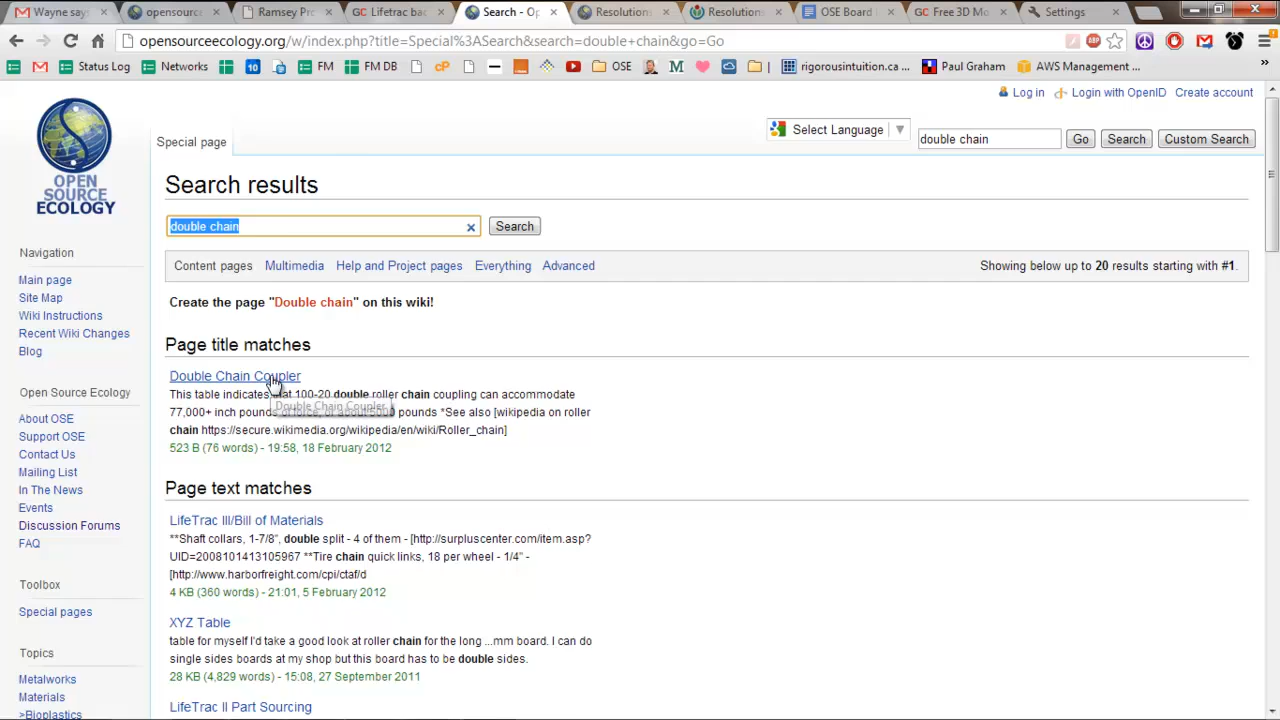 Wayne says
opensource
Ramsey Pro
Lifetrac bac
Search - Op
Resolutions
Resolutions
OSE Board
Free 3D Mo
Settings
opensourceecology.org/w/index.php?title=Special%3ASearch&search=double+chain&go=Go
Status Log
Networks
10
FM
FM DB
cP
OSE
M
rigorousintuition.ca ...
Paul Graham
AWS Management ...
»
Log in
Login with OpenID
Create account
Special page
Select Language
double chain
Go
Search
Custom Search
OPEN
SOURCE
ECOLOGY
Search results
double chain
Search
Content pages Multimedia Help and Project pages Everything Advanced
Showing below up to 20 results starting with #1.
Create the page "Double chain" on this wiki!
Page title matches
Double Chain Coupler
This table indicates that 100-20 double roller chain coupling can accommodate
77,000+ inch pounds pounds *See also [wikipedia on roller
Double Chain Coupler
chain https://secure.wikimedia.org/wikipedia/en/wiki/Roller_chain]
523 B (76 words) - 19:58, 18 February 2012
Page text matches
LifeTrac III/Bill of Materials
**Shaft collars, 1-7/8", double split - 4 of them - [http://surpluscenter.com/item.asp?
UID=2008101413105967 **Tire chain quick links, 18 per wheel - 1/4" -
[http://www.harborfreight.com/cpi/ctaf/d
4 KB (360 words) - 21:01, 5 February 2012
XYZ Table
table for myself I'd take a good look at roller chain for the long ...mm board. I can do
single sides boards at my shop but this board has to be double sides.
28 KB (4,829 words) - 15:08, 27 September 2011
LifeTrac II Part Sourcing
Navigation
Main page
Site Map
Wiki Instructions
Recent Wiki Changes
Blog
Open Source Ecology
About OSE
Support OSE
Contact Us
Mailing List
In The News
Events
Discussion Forums
FAQ
Toolbox
Special pages
Topics
Metalworks
Materials
>Bioplastics